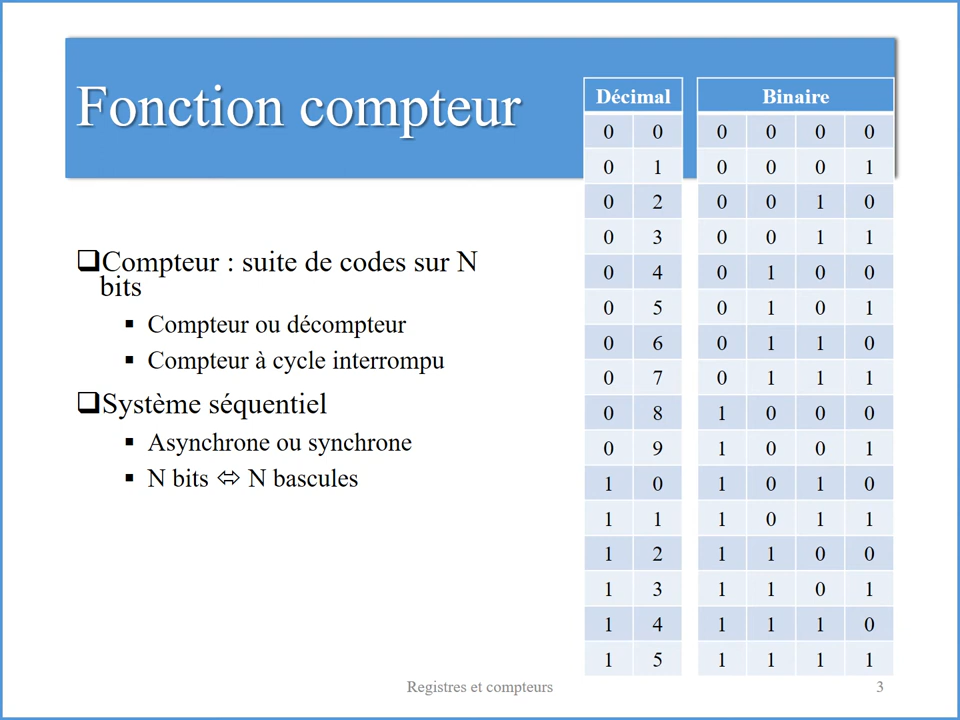 Fonction compteur
❑Compteur : suite de codes sur N
bits
▪ Compteur ou décompteur
▪ Compteur à cycle interrompu
❑Système séquentiel
▪ Asynchrone ou synchrone
▪ N bits ⬄ N bascules
Décimal Binaire
0 0 0 0 0 0
0 1 0 0 0 1
0 2 0 0 1 0
0 3 0 0 1 1
0 4 0 1 0 0
0 5 0 1 0 1
0 6 0 1 1 0
0 7 0 1 1 1
0 8 1 0 0 0
0 9 1 0 0 1
1 0 1 0 1 0
1 1 1 0 1 1
1 2 1 1 0 0
1 3 1 1 0 1
1 4 1 1 1 0
1 5 1 1 1 1
Registres et compteurs 3